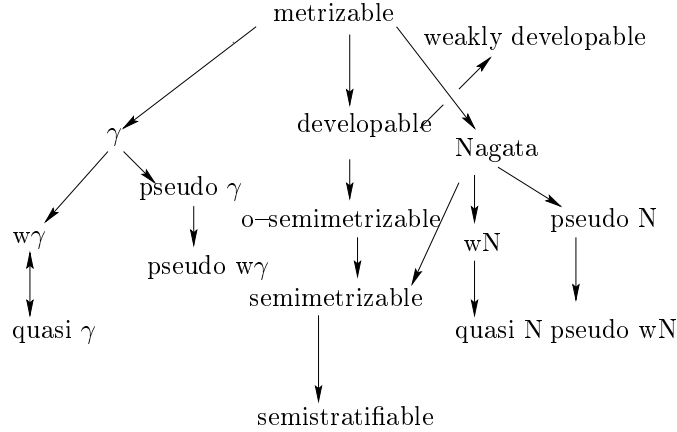 metrizable
weakly developable
developable
γ
Nagata
pseudo γ
o–semimetrizable
pseudo N
wγ
wN
pseudo wγ
semimetrizable
quasi γ
quasi N
pseudo wN
semistratifiable